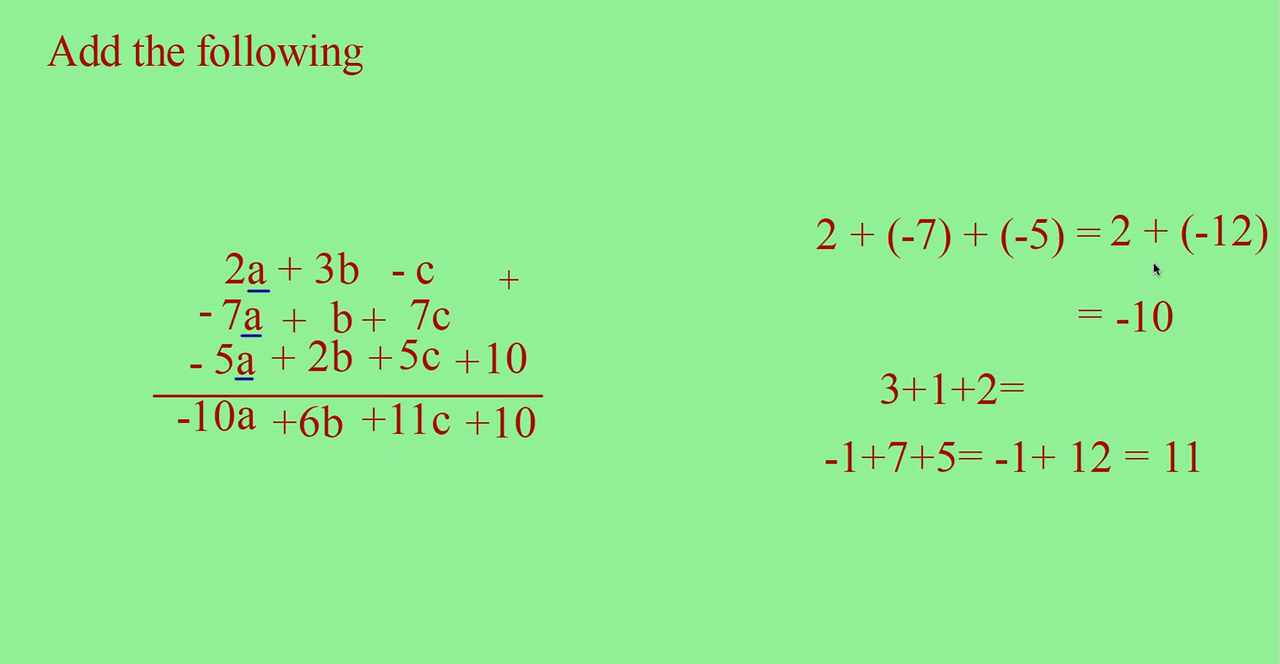 Add the following
2a + 3b - c +
- 7a + b + 7c
- 5a + 2b + 5c + 10
-10a +6b +11c +10
2 + (-7) + (-5) = 2 + (-12)
= -10
3+1+2=
-1+7+5= -1+ 12 = 11